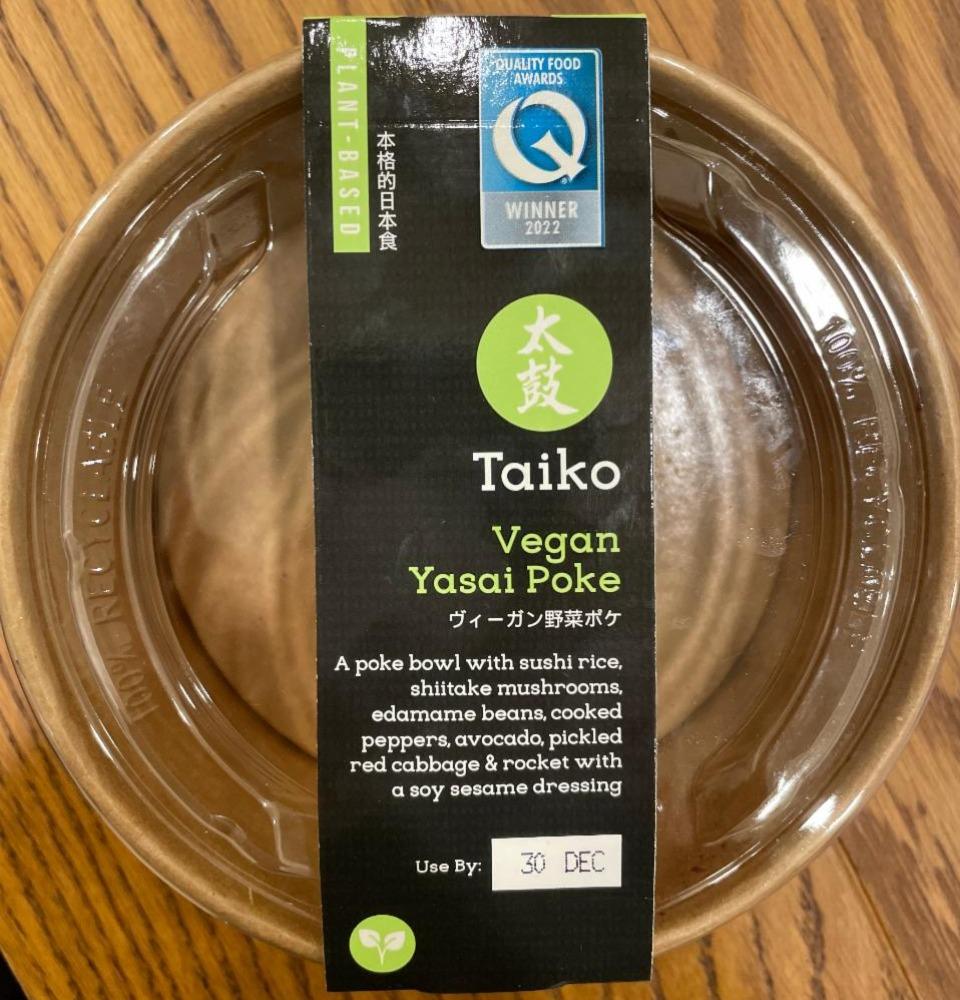 PLANT-BASED
本格的日本食
QUALITY FOOD
AWARDS
Q
WINNER
2022
太鼓
Taiko
Vegan
Yasai Poke
ヴィーガン野菜ポケ
A poke bowl with sushi rice,
shiitake mushrooms,
edamame beans, cooked
peppers, avocado, pickled
red cabbage & rocket with
a soy sesame dressing
Use By:
30 DEC
100% RECYCLABLE
100% RECYCLABLE